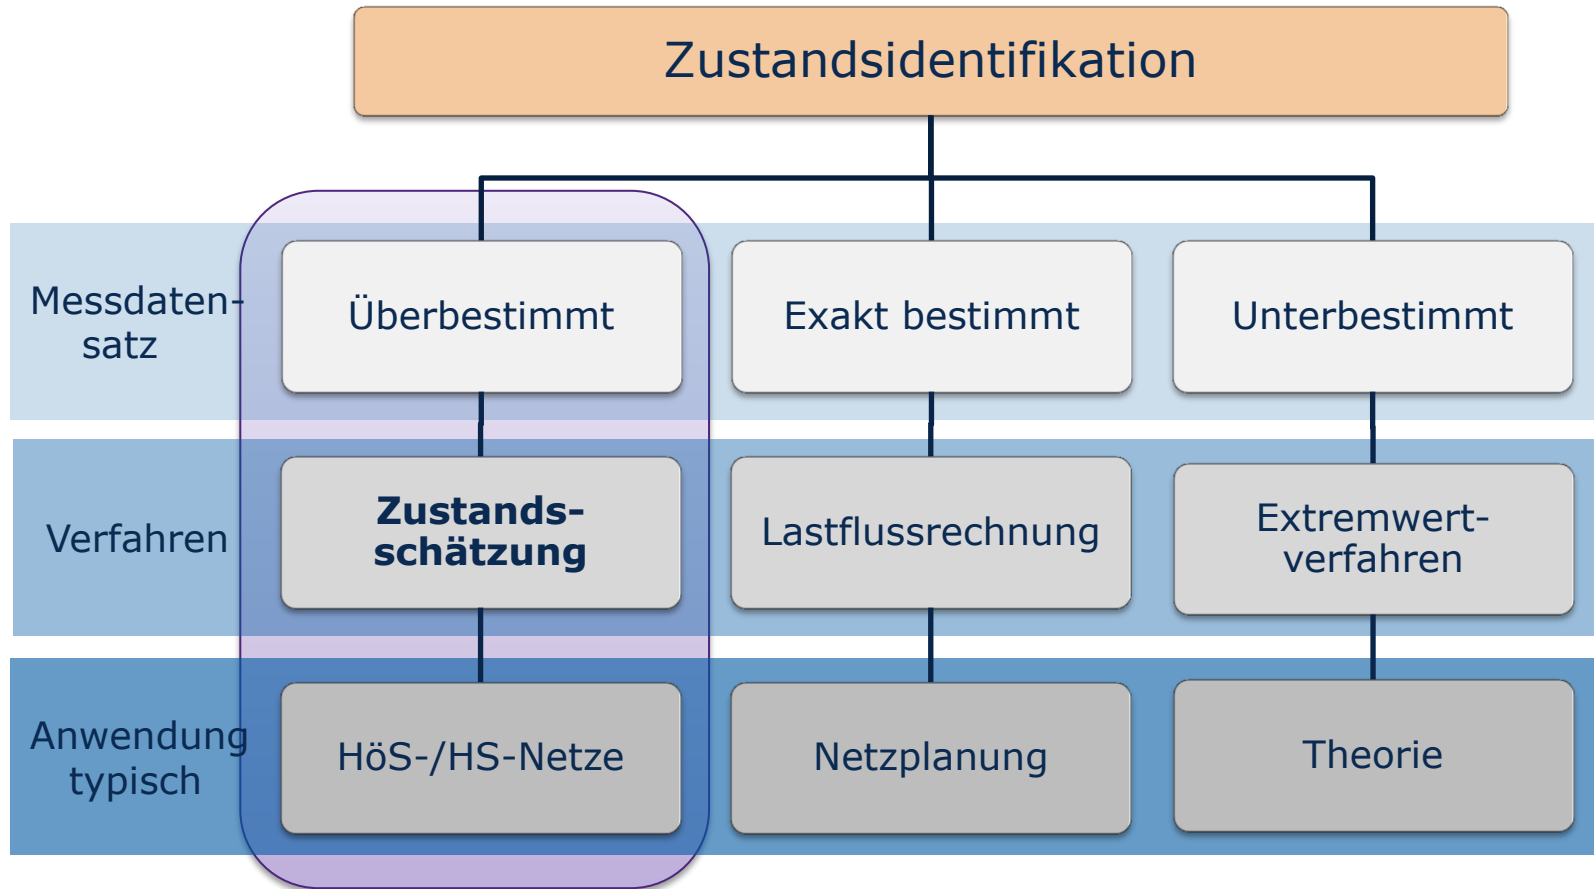 Zustandsidentifikation
Messdaten-
satz
Überbestimmt
Exakt bestimmt
Unterbestimmt
Verfahren
Zustands-
schätzung
Lastflussrechnung
Extremwert-
verfahren
Anwendung
typisch
HöS-/HS-Netze
Netzplanung
Theorie